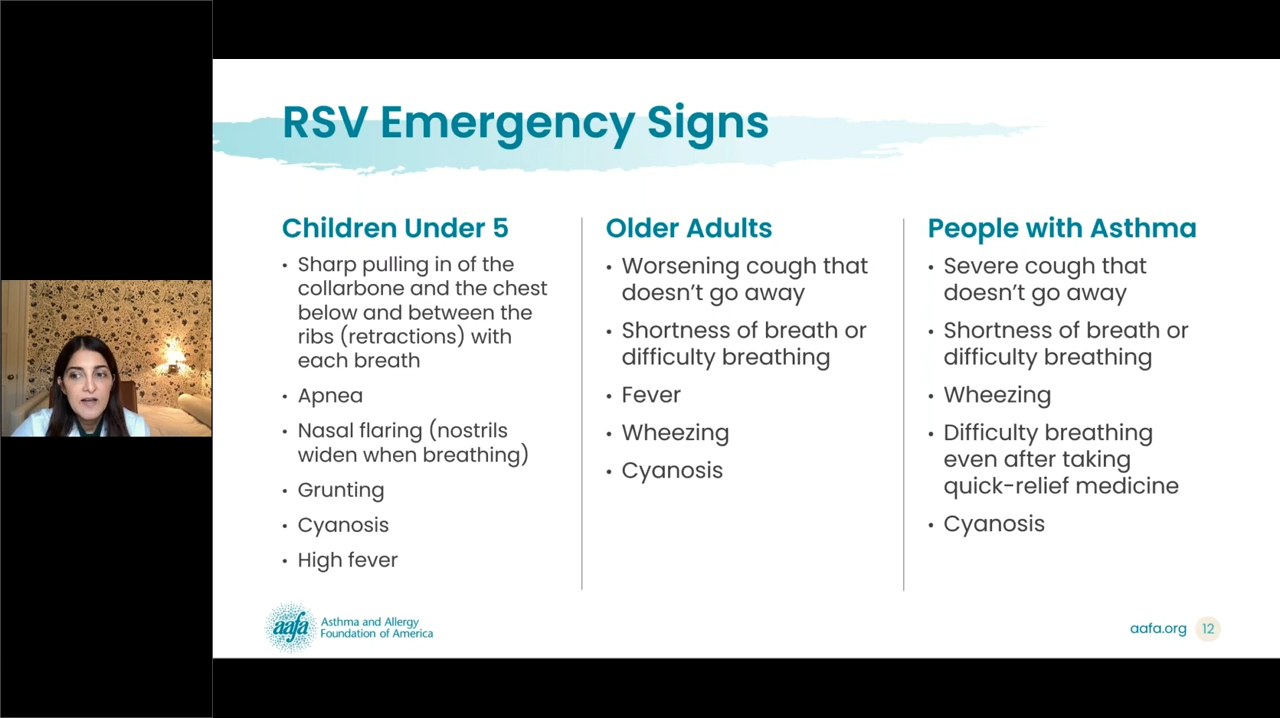 RSV Emergency Signs
Children Under 5
• Sharp pulling in of the
collarbone and the chest
below and between the
ribs (retractions) with
each breath
• Apnea
• Nasal flaring (nostrils
widen when breathing)
• Grunting
• Cyanosis
• High fever
Older Adults
• Worsening cough that
doesn’t go away
• Shortness of breath or
difficulty breathing
• Fever
• Wheezing
• Cyanosis
People with Asthma
• Severe cough that
doesn’t go away
• Shortness of breath or
difficulty breathing
• Wheezing
• Difficulty breathing
even after taking
quick-relief medicine
• Cyanosis
aafa
Asthma and Allergy
Foundation of America
aafa.org 12